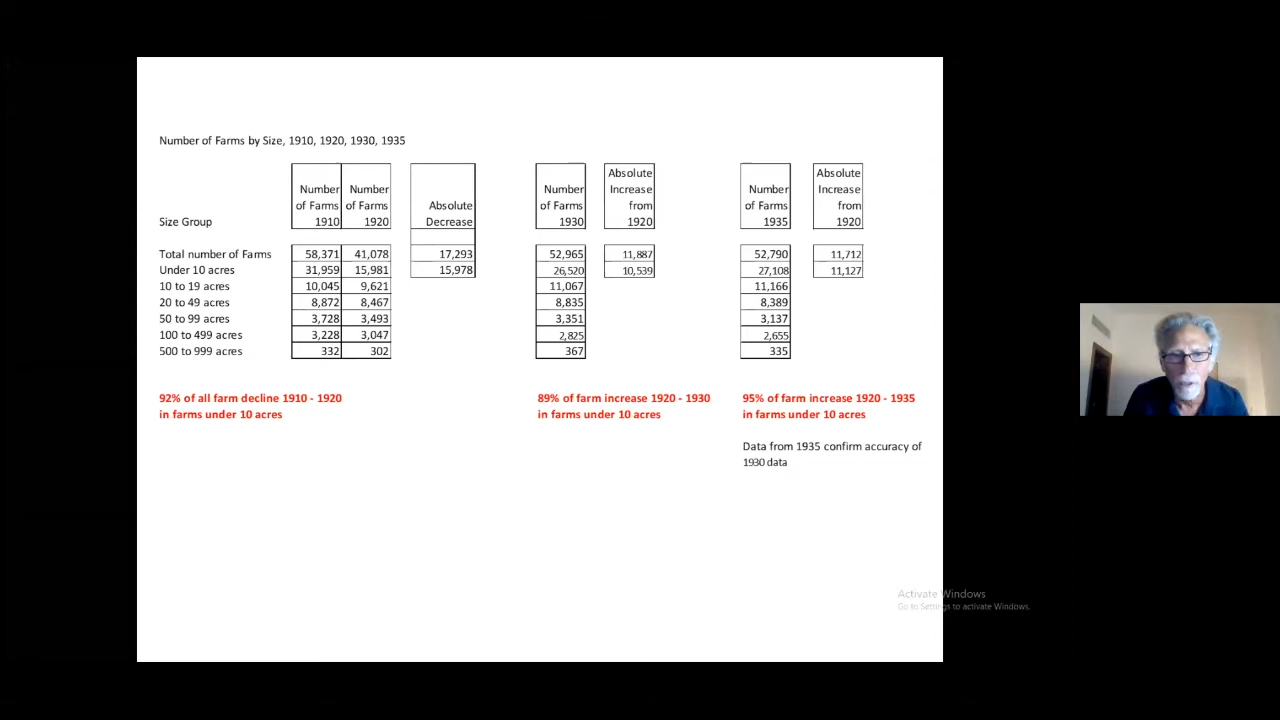 Number of Farms by Size, 1910, 1920, 1930, 1935
Absolute Absolute
Number Number Number Increase Number Increase
of Farms of Farms Absolute of Farms from of Farms from
Size Group 1910 1920 Decrease 1930 1920 1935 1920
Total number of Farms 58,371 41,078 17,293 52,965 11,887 52,790 11,712
Under 10 acres 31,959 15,981 15,978 26,520 10,539 27,108 11,127
10 to 19 acres 10,045 9,621 11,067 11,166
20 to 49 acres 8,872 8,467 8,835 8,389
50 to 99 acres 3,728 3,493 3,351 3,137
100 to 499 acres 3,228 3,047 2,825 2,655
500 to 999 acres 332 302 367 335
92% of all farm decline 1910 - 1920
in farms under 10 acres
89% of farm increase 1920 - 1930
in farms under 10 acres
95% of farm increase 1920 - 1935
in farms under 10 acres
Data from 1935 confirm accuracy of
1930 data
Activate Windows
Go to Settings to activate Windows.